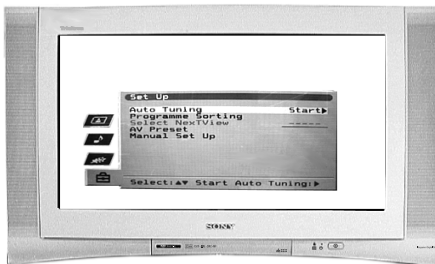 Set Up
Auto Tuning Start▶
Programme Sorting
Select NexTView -----
AV Preset
Manual Set Up
Select:▲▼ Start Auto Tuning:▶
SONY